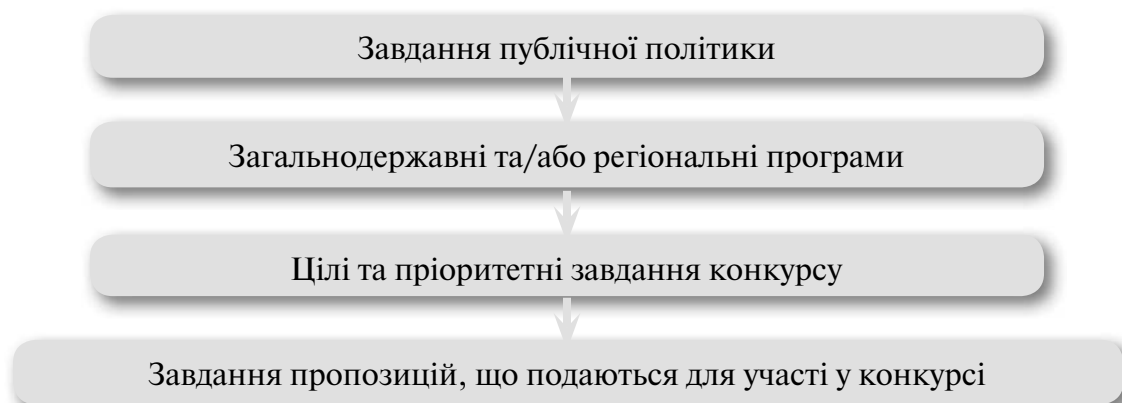 Завдання публічної політики
Загальнодержавні та/або регіональні програми
Цілі та пріоритетні завдання конкурсу
Завдання пропозицій, що подаються для участі у конкурсі